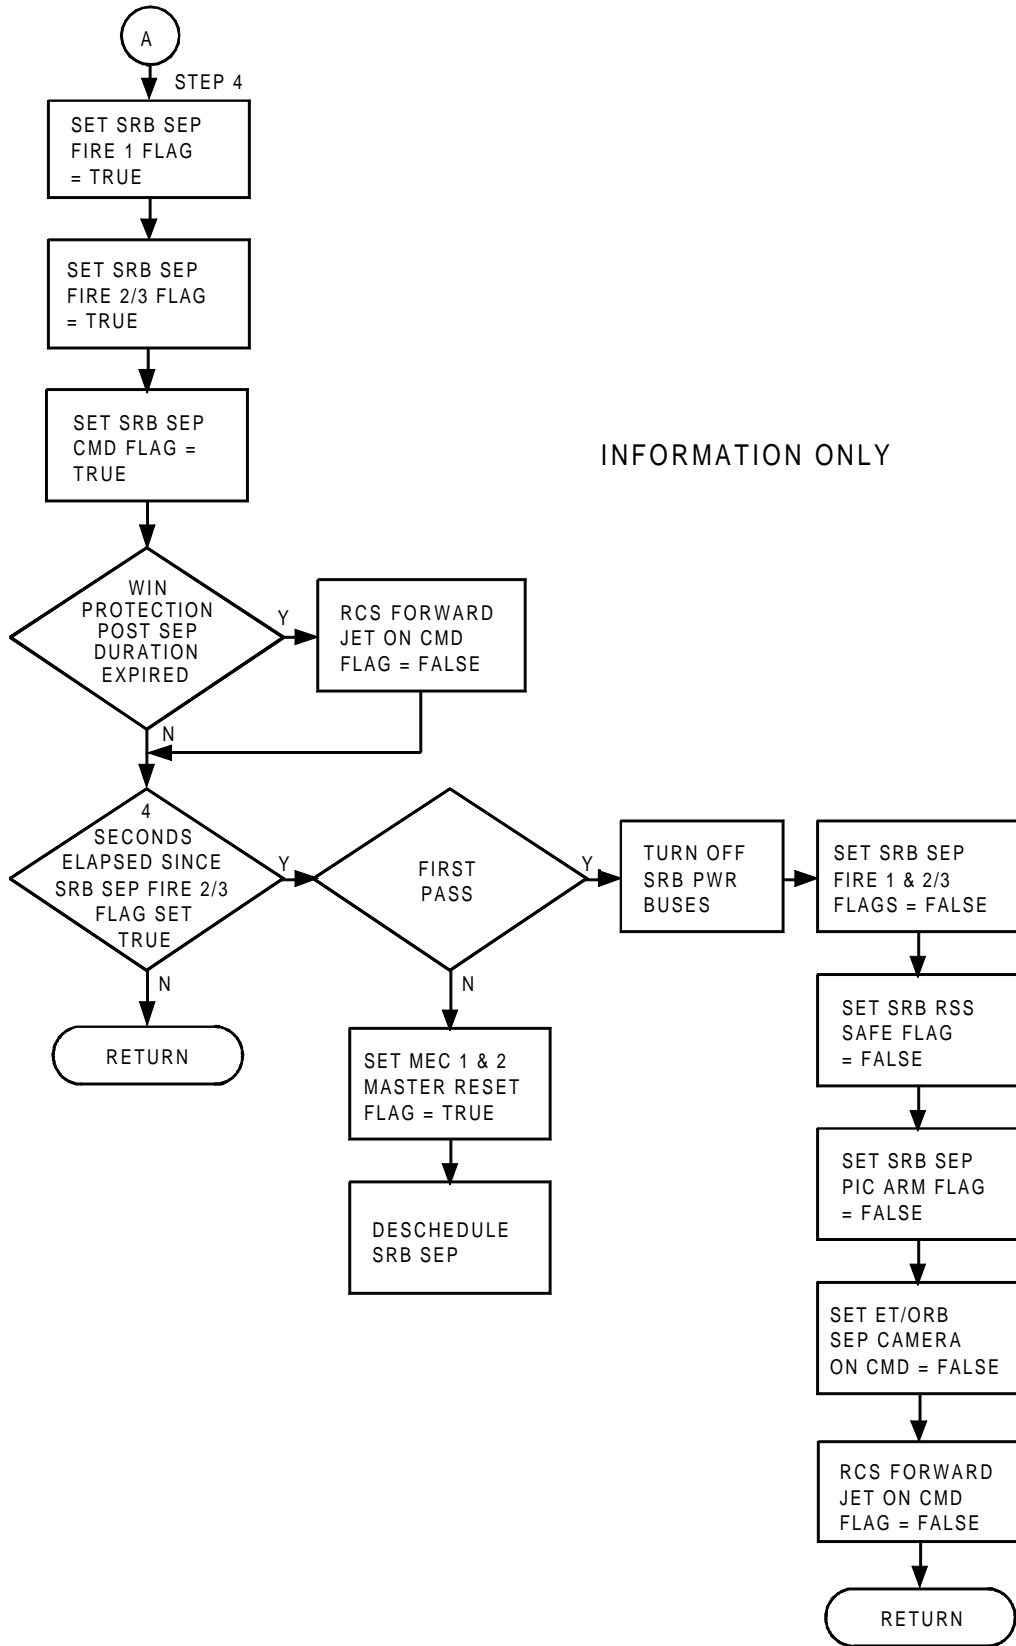 A
STEP 4
SET SRB SEP
FIRE 1 FLAG
= TRUE
SET SRB SEP
FIRE 2/3 FLAG
= TRUE
SET SRB SEP
CMD FLAG =
TRUE
INFORMATION ONLY
WIN
PROTECTION
POST SEP
DURATION
EXPIRED
Y
RCS FORWARD
JET ON CMD
FLAG = FALSE
N
4
SECONDS
ELAPSED SINCE
SRB SEP FIRE 2/3
FLAG SET
TRUE
Y
FIRST
PASS
Y
TURN OFF
SRB PWR
BUSES
SET SRB SEP
FIRE 1 & 2/3
FLAGS = FALSE
N
RETURN
N
SET MEC 1 & 2
MASTER RESET
FLAG = TRUE
DESCHEDULE
SRB SEP
SET SRB RSS
SAFE FLAG
= FALSE
SET SRB SEP
PIC ARM FLAG
= FALSE
SET ET/ORB
SEP CAMERA
ON CMD = FALSE
RCS FORWARD
JET ON CMD
FLAG = FALSE
RETURN